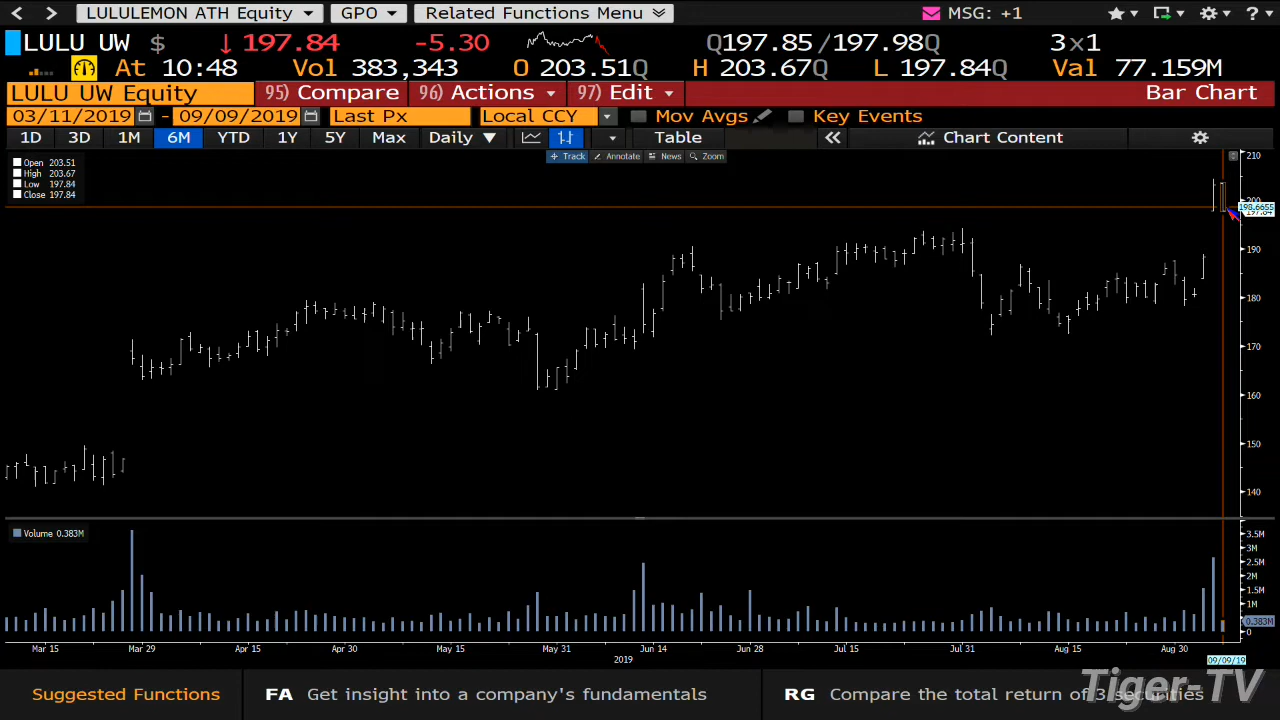 LULULEMON ATH Equity GPO Related Functions Menu MSG: +1 ?
LULU UW $ ↓ 197.84 -5.30 Q197.85/197.98Q 3x1
At 10:48 Vol 383,343 O 203.51Q H 203.67Q L 197.84Q Val 77.159M
LULU UW Equity 95) Compare 96) Actions 97) Edit Bar Chart
03/11/2019 - 09/09/2019 Last Px Local CCY Mov Avgs Key Events
1D 3D 1M 6M YTD 1Y 5Y Max Daily ▼ Table « Chart Content
Track Annotate News Zoom
Open 203.51
High 203.67
Low 197.84
Close 197.84
210
200
198.6655
197.84
190
180
170
160
150
140
Volume 0.383M
3.5M
3M
2.5M
2M
1.5M
1M
0.383M
0
Mar 15 Mar 29 Apr 15 Apr 30 May 15 May 31 Jun 14 Jun 28 Jul 15 Jul 31 Aug 15 Aug 30
2019 09/09/19
Suggested Functions FA Get insight into a company's fundamentals RG Compare the total return of 3 securities
Tiger-TV